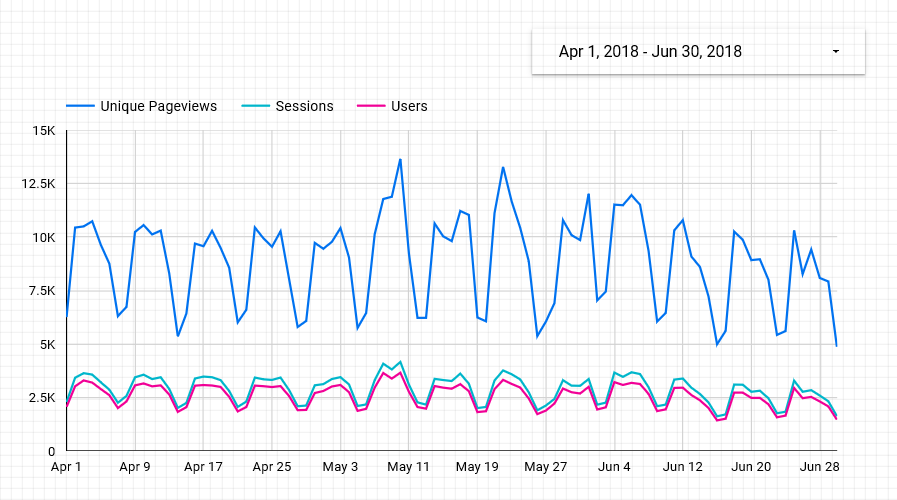 Apr 1, 2018 - Jun 30, 2018
Unique Pageviews Sessions Users
15K
12.5K
10K
7.5K
5K
2.5K
0
Apr 1 Apr 9 Apr 17 Apr 25 May 3 May 11 May 19 May 27 Jun 4 Jun 12 Jun 20 Jun 28